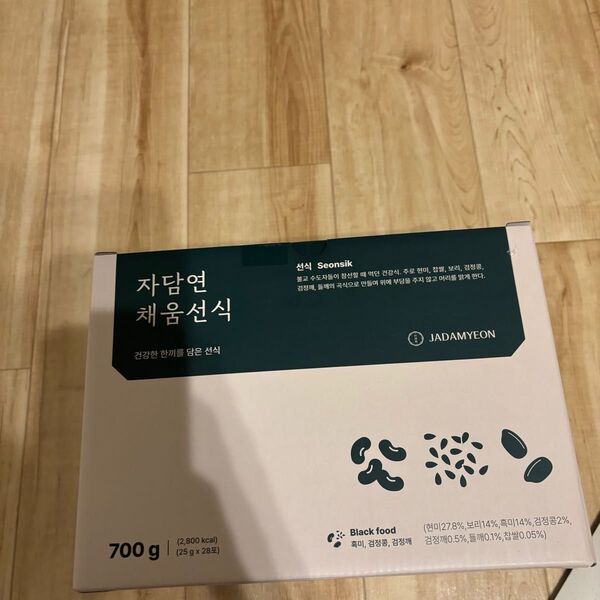 자담연
채움선식
건강한 한끼를 담은 선식
선식 Seonsik
불교 수도자들이 참선할 때 먹던 건강식. 주로 현미, 찹쌀, 보리, 검정콩,
검정깨, 들깨의 곡식으로 만들며 위에 부담을 주지 않고 머리를 맑게 한다.
JADAMYEON
700 g
(2,800 kcal)
(25 g x 28포)
Black food
흑미, 검정콩, 검정깨
(현미27.8%,보리14%,흑미14%,검정콩2%,
검정깨0.5%,들깨0.1%,찹쌀0.05%)